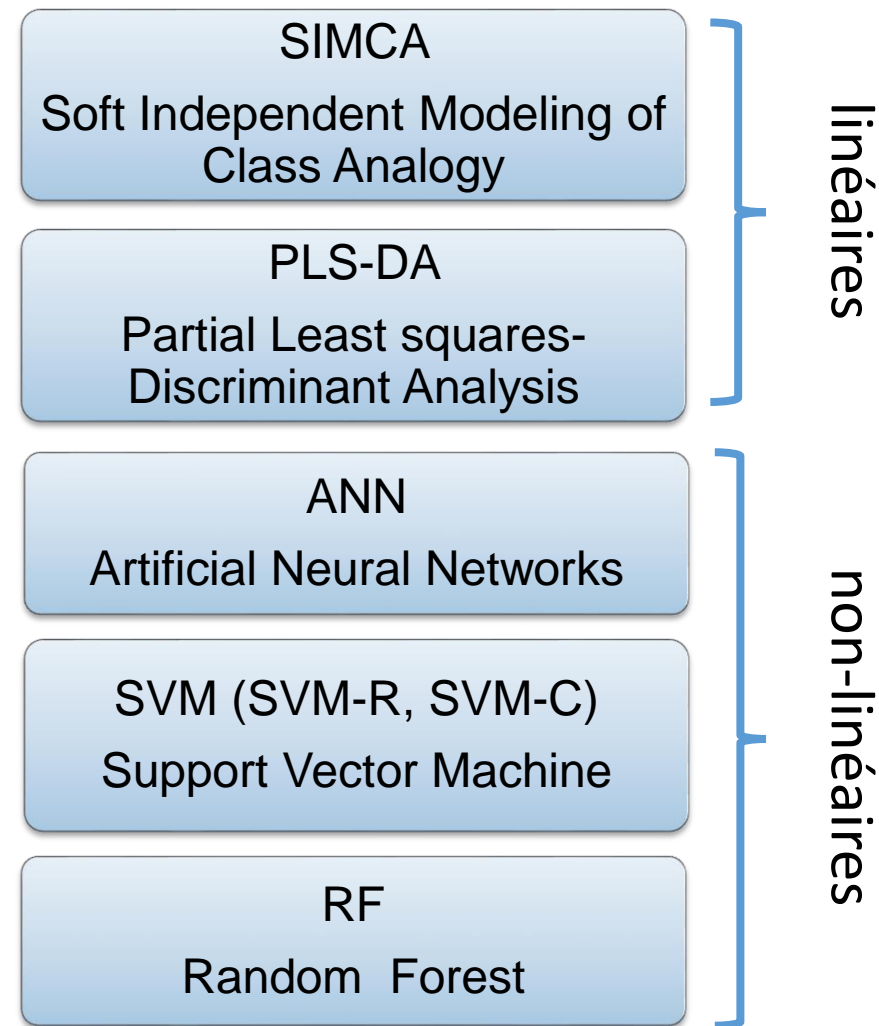 SIMCA
Soft Independent Modeling of
Class Analogy
PLS-DA
Partial Least squares-
Discriminant Analysis
linéaires
ANN
Artificial Neural Networks
SVM (SVM-R, SVM-C)
Support Vector Machine
RF
Random Forest
non-linéaires